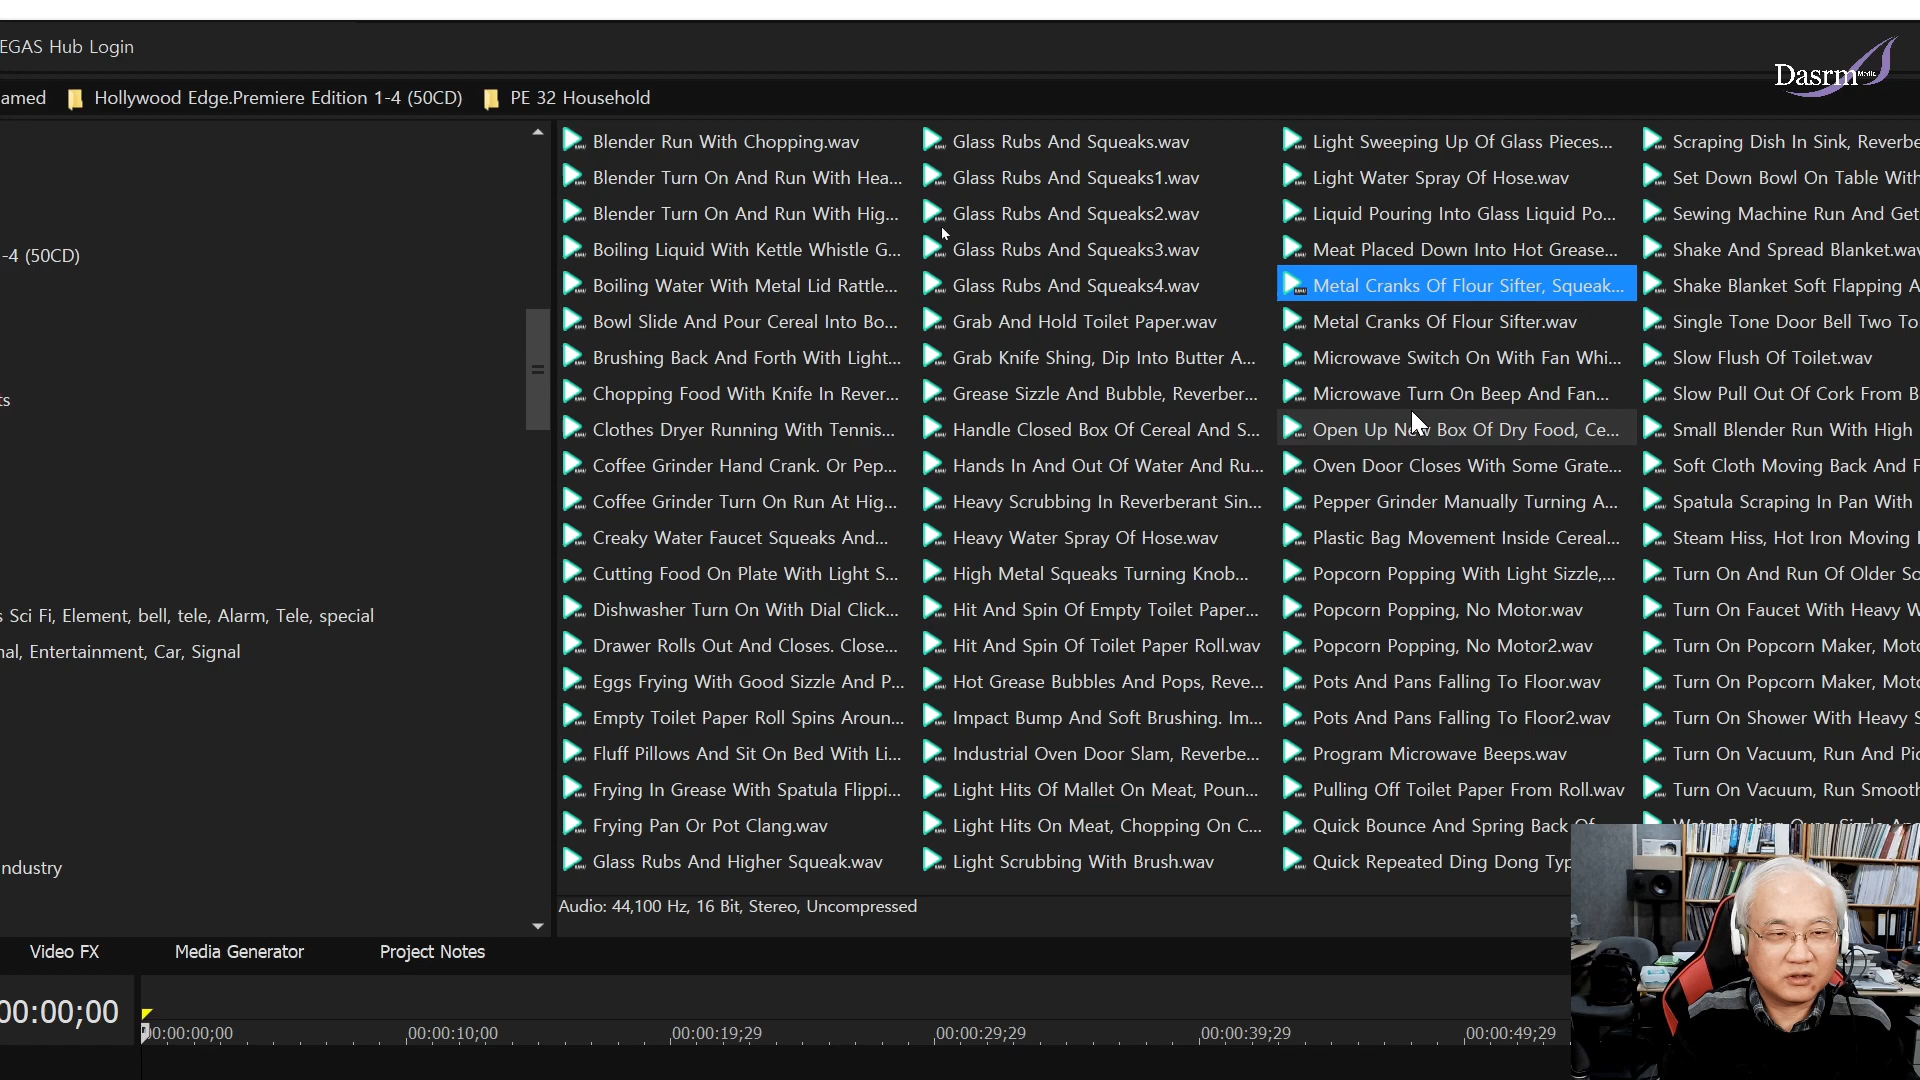 EGAS Hub Login
Dasrm Media
amed
Hollywood Edge.Premiere Edition 1-4 (50CD)
PE 32 Household
-4 (50CD)
ts
s Sci Fi, Element, bell, tele, Alarm, Tele, special
nal, Entertainment, Car, Signal
ndustry
Blender Run With Chopping.wav
Blender Turn On And Run With Hea...
Blender Turn On And Run With Hig...
Boiling Liquid With Kettle Whistle G...
Boiling Water With Metal Lid Rattle...
Bowl Slide And Pour Cereal Into Bo...
Brushing Back And Forth With Light...
Chopping Food With Knife In Rever...
Clothes Dryer Running With Tennis...
Coffee Grinder Hand Crank. Or Pep...
Coffee Grinder Turn On Run At Hig...
Creaky Water Faucet Squeaks And...
Cutting Food On Plate With Light S...
Dishwasher Turn On With Dial Click...
Drawer Rolls Out And Closes. Close...
Eggs Frying With Good Sizzle And P...
Empty Toilet Paper Roll Spins Aroun...
Fluff Pillows And Sit On Bed With Li...
Frying In Grease With Spatula Flippi...
Frying Pan Or Pot Clang.wav
Glass Rubs And Higher Squeak.wav
Glass Rubs And Squeaks.wav
Glass Rubs And Squeaks1.wav
Glass Rubs And Squeaks2.wav
Glass Rubs And Squeaks3.wav
Glass Rubs And Squeaks4.wav
Grab And Hold Toilet Paper.wav
Grab Knife Shing, Dip Into Butter A...
Grease Sizzle And Bubble, Reverber...
Handle Closed Box Of Cereal And S...
Hands In And Out Of Water And Ru...
Heavy Scrubbing In Reverberant Sin...
Heavy Water Spray Of Hose.wav
High Metal Squeaks Turning Knob...
Hit And Spin Of Empty Toilet Paper...
Hit And Spin Of Toilet Paper Roll.wav
Hot Grease Bubbles And Pops, Reve...
Impact Bump And Soft Brushing. Im...
Industrial Oven Door Slam, Reverbe...
Light Hits Of Mallet On Meat, Poun...
Light Hits On Meat, Chopping On C...
Light Scrubbing With Brush.wav
Light Sweeping Up Of Glass Pieces...
Light Water Spray Of Hose.wav
Liquid Pouring Into Glass Liquid Po...
Meat Placed Down Into Hot Grease...
Metal Cranks Of Flour Sifter, Squeak...
Metal Cranks Of Flour Sifter.wav
Microwave Switch On With Fan Whi...
Microwave Turn On Beep And Fan...
Open Up New Box Of Dry Food, Ce...
Oven Door Closes With Some Grate...
Pepper Grinder Manually Turning A...
Plastic Bag Movement Inside Cereal...
Popcorn Popping With Light Sizzle,...
Popcorn Popping, No Motor.wav
Popcorn Popping, No Motor2.wav
Pots And Pans Falling To Floor.wav
Pots And Pans Falling To Floor2.wav
Program Microwave Beeps.wav
Pulling Off Toilet Paper From Roll.wav
Quick Bounce And Spring Back Of
Quick Repeated Ding Dong Typ
Scraping Dish In Sink, Reverbe
Set Down Bowl On Table With
Sewing Machine Run And Get
Shake And Spread Blanket.wav
Shake Blanket Soft Flapping A
Single Tone Door Bell Two To
Slow Flush Of Toilet.wav
Slow Pull Out Of Cork From B
Small Blender Run With High
Soft Cloth Moving Back And F
Spatula Scraping In Pan With
Steam Hiss, Hot Iron Moving
Turn On And Run Of Older So
Turn On Faucet With Heavy W
Turn On Popcorn Maker, Moto
Turn On Popcorn Maker, Moto
Turn On Shower With Heavy S
Turn On Vacuum, Run And Pic
Turn On Vacuum, Run Smooth
Audio: 44,100 Hz, 16 Bit, Stereo, Uncompressed
Video FX
Media Generator
Project Notes
00:00:00;00
00:00:00;00
00:00:10;00
00:00:19;29
00:00:29;29
00:00:39;29
00:00:49;29